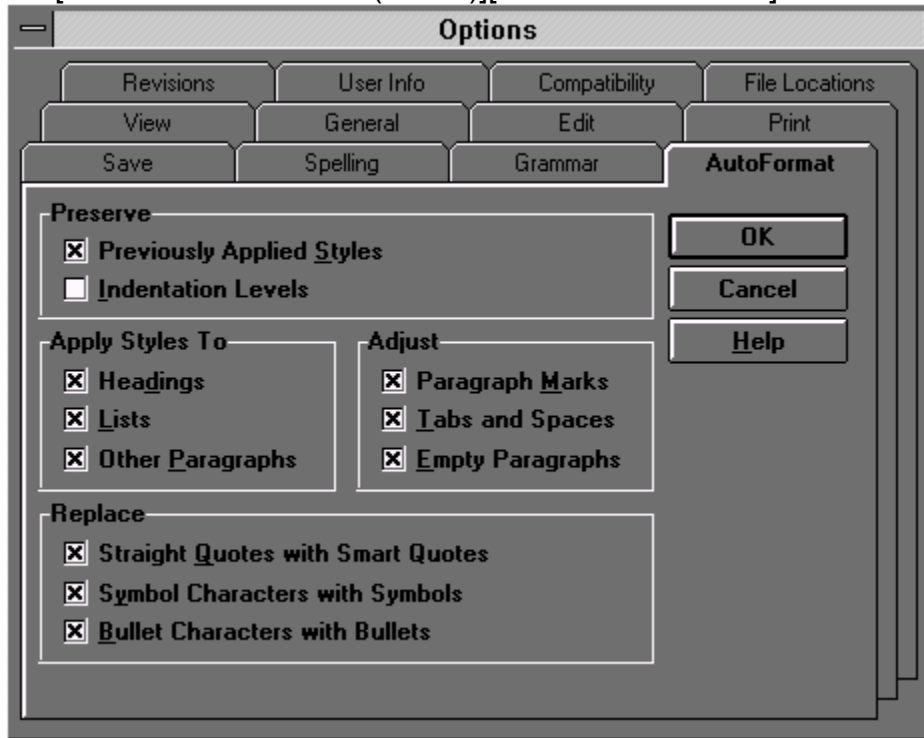 Options
Revisions User Info Compatibility File Locations
View General Edit Print
Save Spelling Grammar AutoFormat
Preserve
Previously Applied Styles
Indentation Levels
OK
Cancel
Help
Apply Styles To
Headings
Lists
Other Paragraphs
Adjust
Paragraph Marks
Tabs and Spaces
Empty Paragraphs
Replace
Straight Quotes with Smart Quotes
Symbol Characters with Symbols
Bullet Characters with Bullets